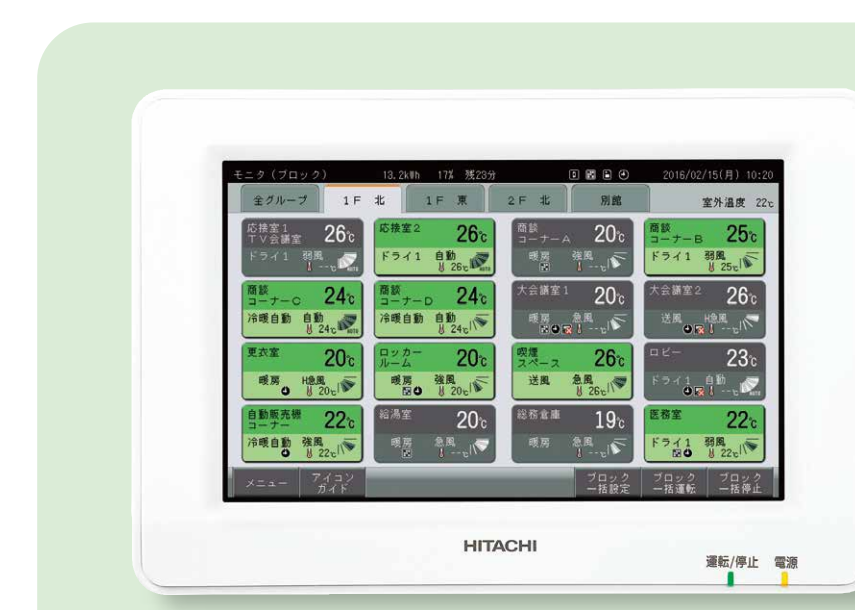 モニタ(ブロック) 13.2kWh 17% 残23分 2016/02/15(月) 10:20
全グループ 1F 北 1F 東 2F 北 別館 室外温度 22℃
応接室1
TV会議室 26℃
ドライ1 弱風
--℃ AUTO
応接室2 26℃
ドライ1 自動
26℃ AUTO
商談
コーナーA 20℃
暖房 強風
--℃
商談
コーナーB 25℃
ドライ1 弱風
25℃
商談
コーナーC 24℃
冷暖自動 自動
24℃ AUTO
商談
コーナーD 24℃
冷暖自動 自動
24℃
大会議室1 20℃
暖房 急風
--℃
大会議室2 26℃
送風 H急風
--℃
更衣室 20℃
暖房 H急風
20℃
ロッカー
ルーム 20℃
暖房 強風
20℃
喫煙
スペース 26℃
送風 急風
26℃
ロビー 23℃
ドライ1 自動
--℃ AUTO
自動販売機
コーナー 22℃
冷暖自動 強風
22℃
給湯室 20℃
暖房 急風
--℃
総務倉庫 19℃
暖房 急風
--℃
医務室 22℃
ドライ1 弱風
22℃
メニュー
アイコン
ガイド
ブロック
一括設定
ブロック
一括運転
ブロック
一括停止
HITACHI
運転/停止 電源